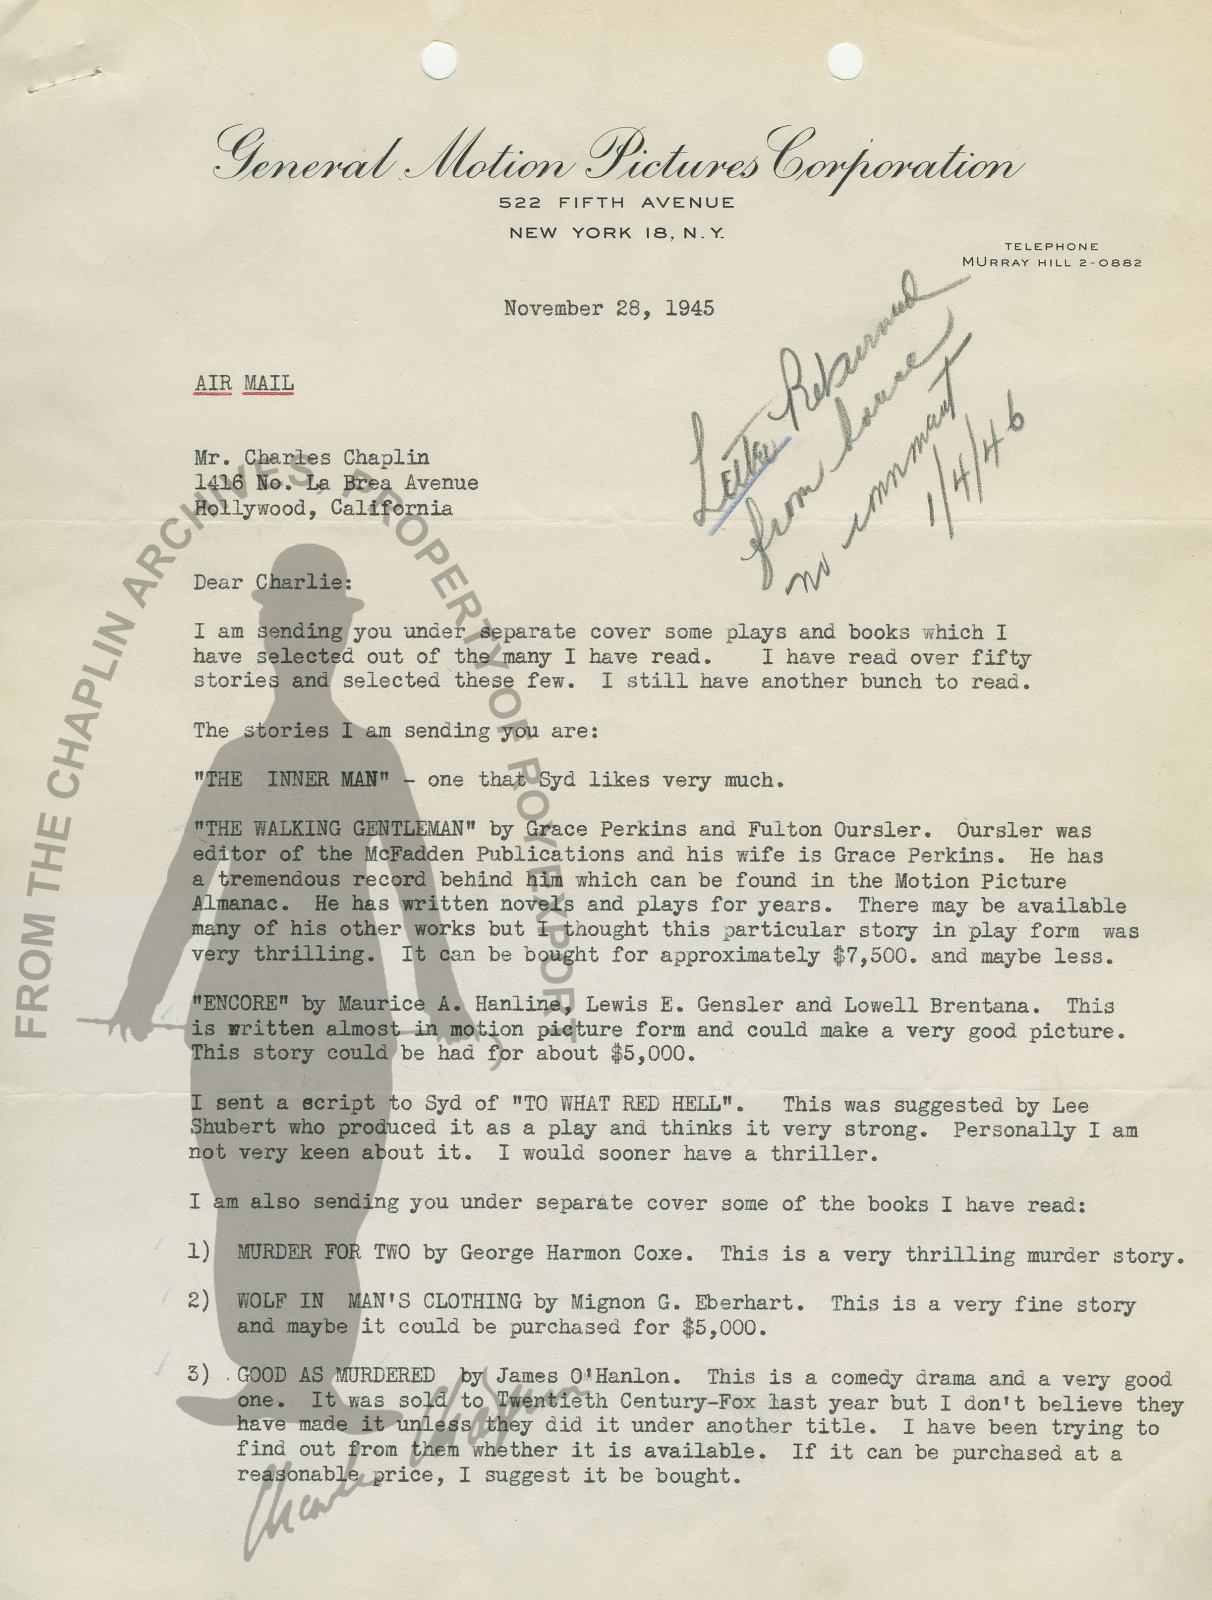 General Motion Pictures Corporation
522 FIFTH AVENUE
NEW YORK 18, N.Y.
TELEPHONE
MURRAY HILL 2-0882
November 28, 1945
Letter Returned
from house
no comment
1/4/46
AIR MAIL
Mr. Charles Chaplin
1416 No. La Brea Avenue
Hollywood, California
Dear Charlie:
I am sending you under separate cover some plays and books which I
have selected out of the many I have read. I have read over fifty
stories and selected these few. I still have another bunch to read.
The stories I am sending you are:
"THE INNER MAN" - one that Syd likes very much.
"THE WALKING GENTLEMAN" by Grace Perkins and Fulton Oursler. Oursler was
editor of the McFadden Publications and his wife is Grace Perkins. He has
a tremendous record behind him which can be found in the Motion Picture
Almanac. He has written novels and plays for years. There may be available
many of his other works but I thought this particular story in play form was
very thrilling. It can be bought for approximately $7,500. and maybe less.
"ENCORE" by Maurice A. Hanline, Lewis E. Gensler and Lowell Brentana. This
is written almost in motion picture form and could make a very good picture.
This story could be had for about $5,000.
I sent a script to Syd of "TO WHAT RED HELL". This was suggested by Lee
Shubert who produced it as a play and thinks it very strong. Personally I am
not very keen about it. I would sooner have a thriller.
I am also sending you under separate cover some of the books I have read:
1) MURDER FOR TWO by George Harmon Coxe. This is a very thrilling murder story.
2) WOLF IN MAN'S CLOTHING by Mignon G. Eberhart. This is a very fine story
and maybe it could be purchased for $5,000.
3) GOOD AS MURDERED by James O'Hanlon. This is a comedy drama and a very good
one. It was sold to Twentieth Century-Fox last year but I don't believe they
have made it unless they did it under another title. I have been trying to
find out from them whether it is available. If it can be purchased at a
reasonable price, I suggest it be bought.
FROM THE CHAPLIN ARCHIVES, PROPERTY OF ROY EXPORT
Charlie Chaplin